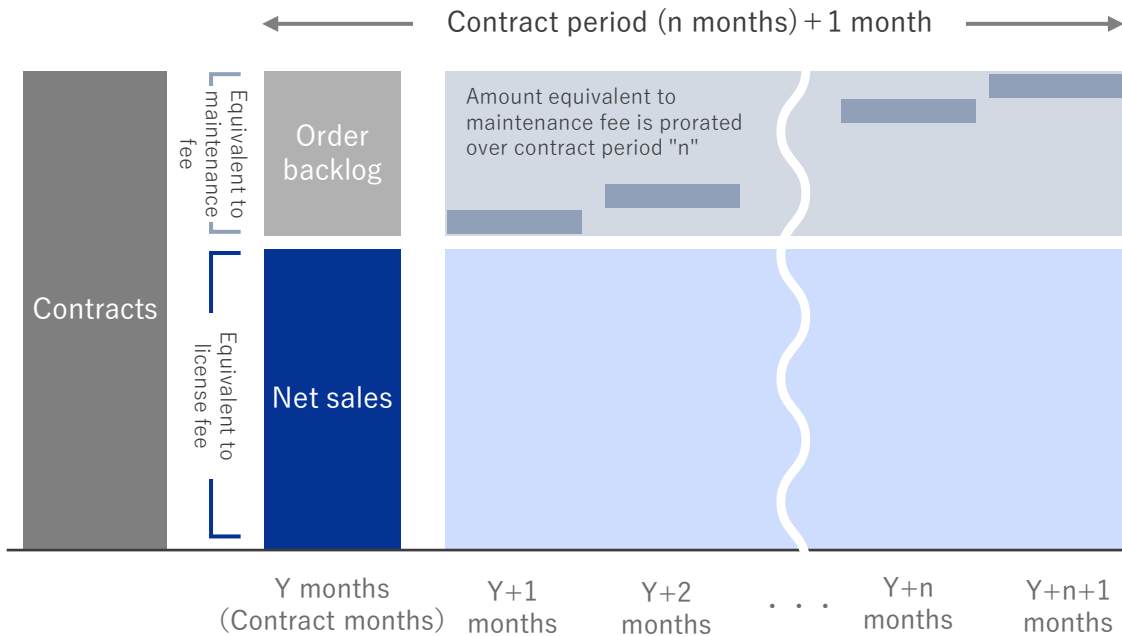 Contract period (n months)+1 month
Equivalent to
maintenance
fee
Order
backlog
Amount equivalent to
maintenance fee is prorated
over contract period "n"
Contracts
Equivalent to
license fee
Net sales
Y months
(Contract months)
Y+1
months
Y+2
months
· · ·
Y+n
months
Y+n+1
months